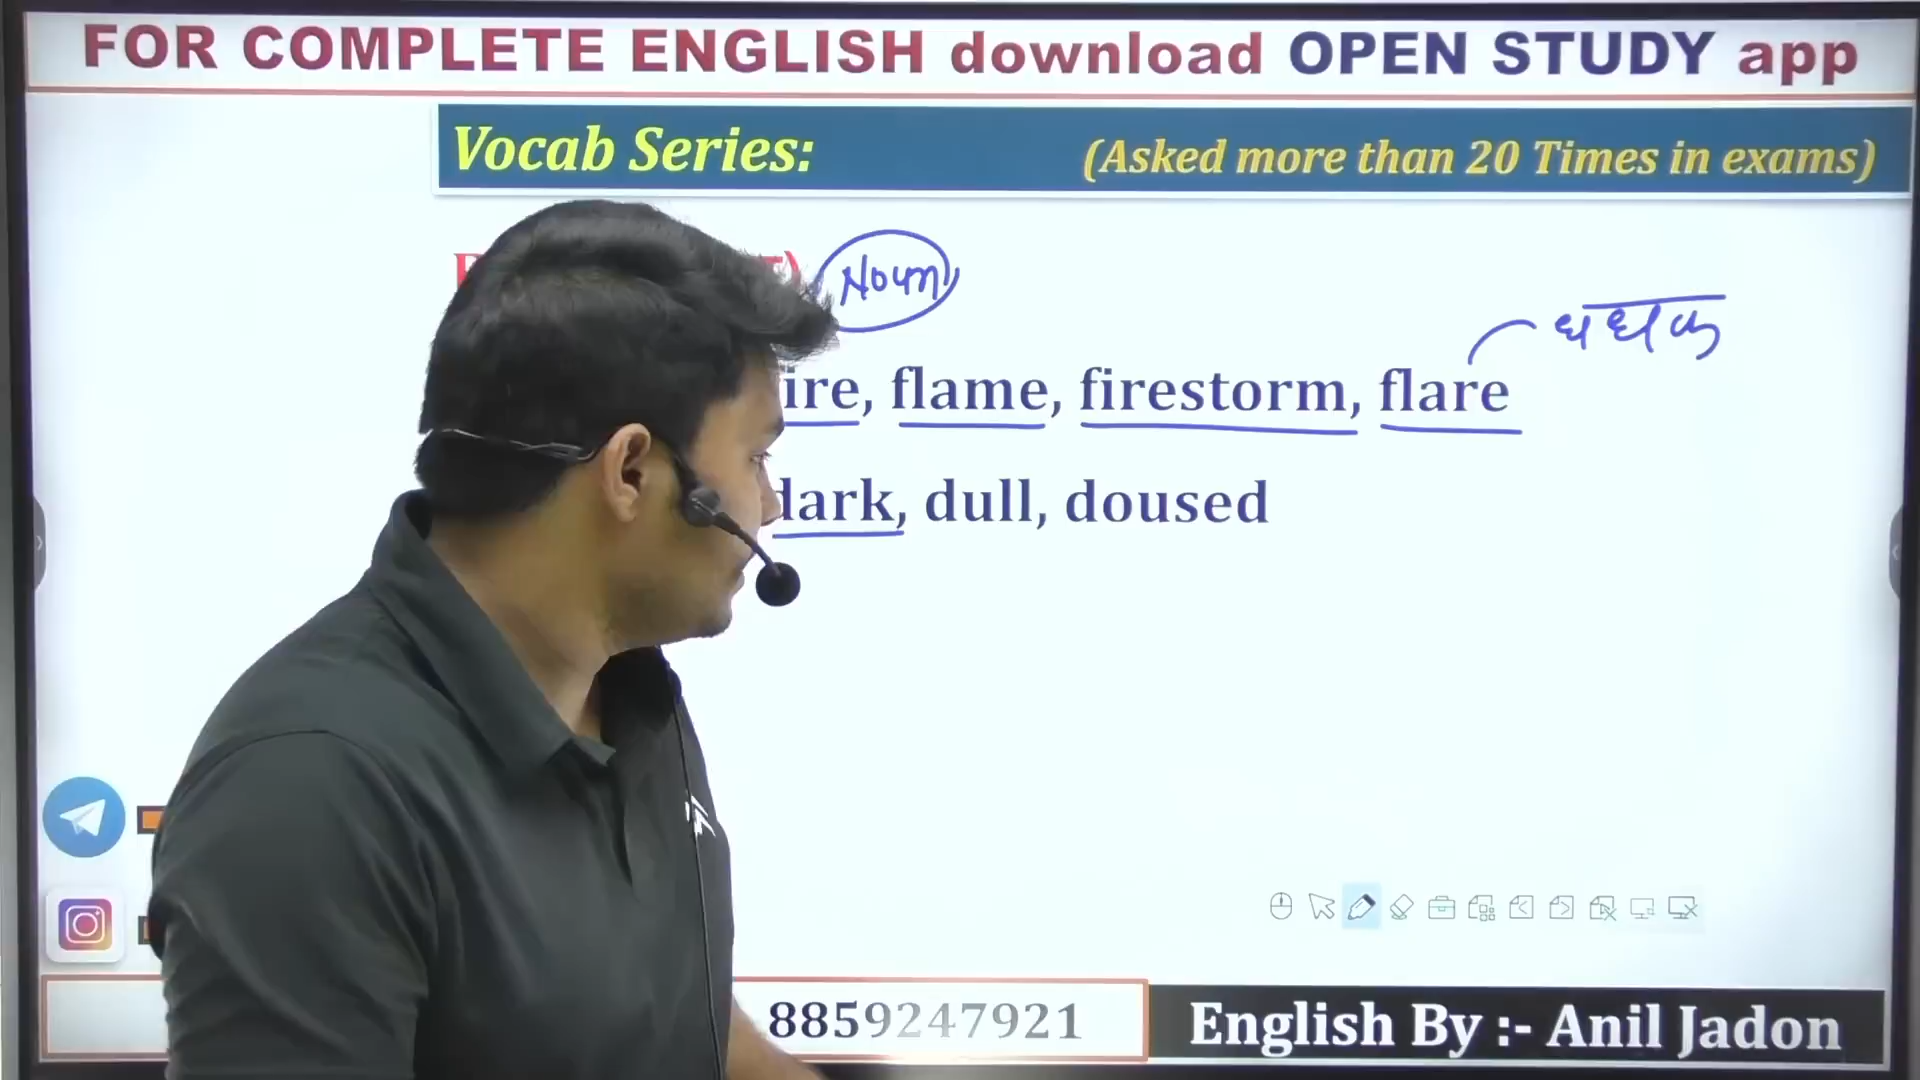 FOR COMPLETE ENGLISH download OPEN STUDY app
Vocab Series: (Asked more than 20 Times in exams)
Noun
धधक
flame, firestorm, flare
dark, dull, doused
8859247921
English By :- Anil Jadon